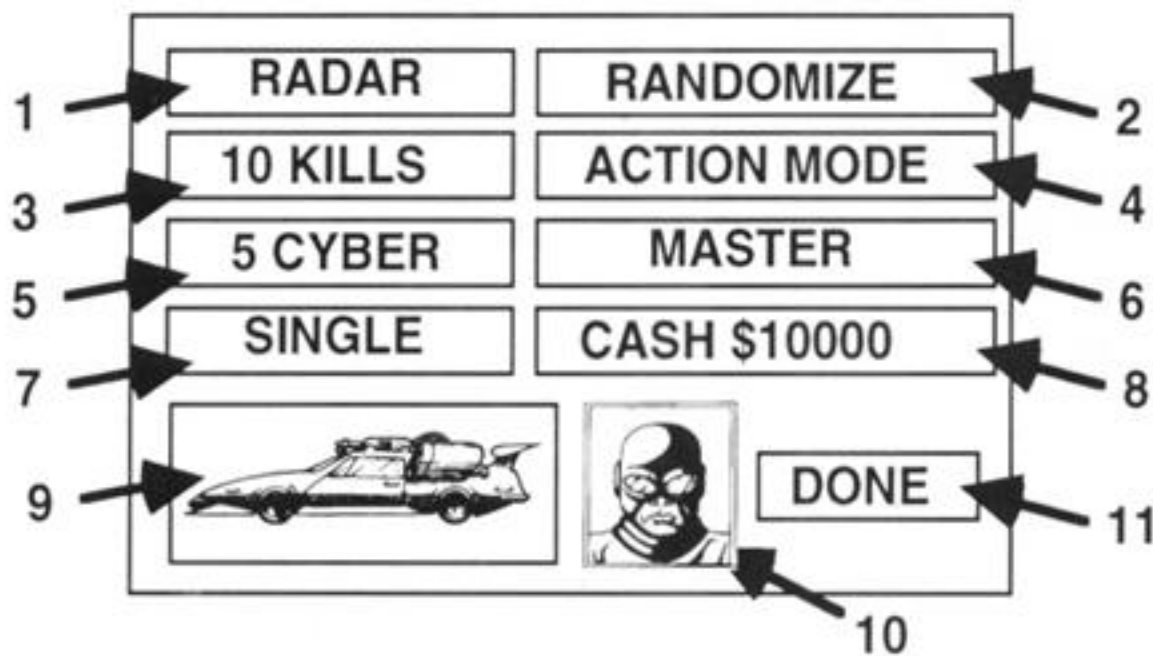 1 RADAR RANDOMIZE 2
3 10 KILLS ACTION MODE 4
5 5 CYBER MASTER 6
7 SINGLE CASH $10000 8
9 DONE 11
10